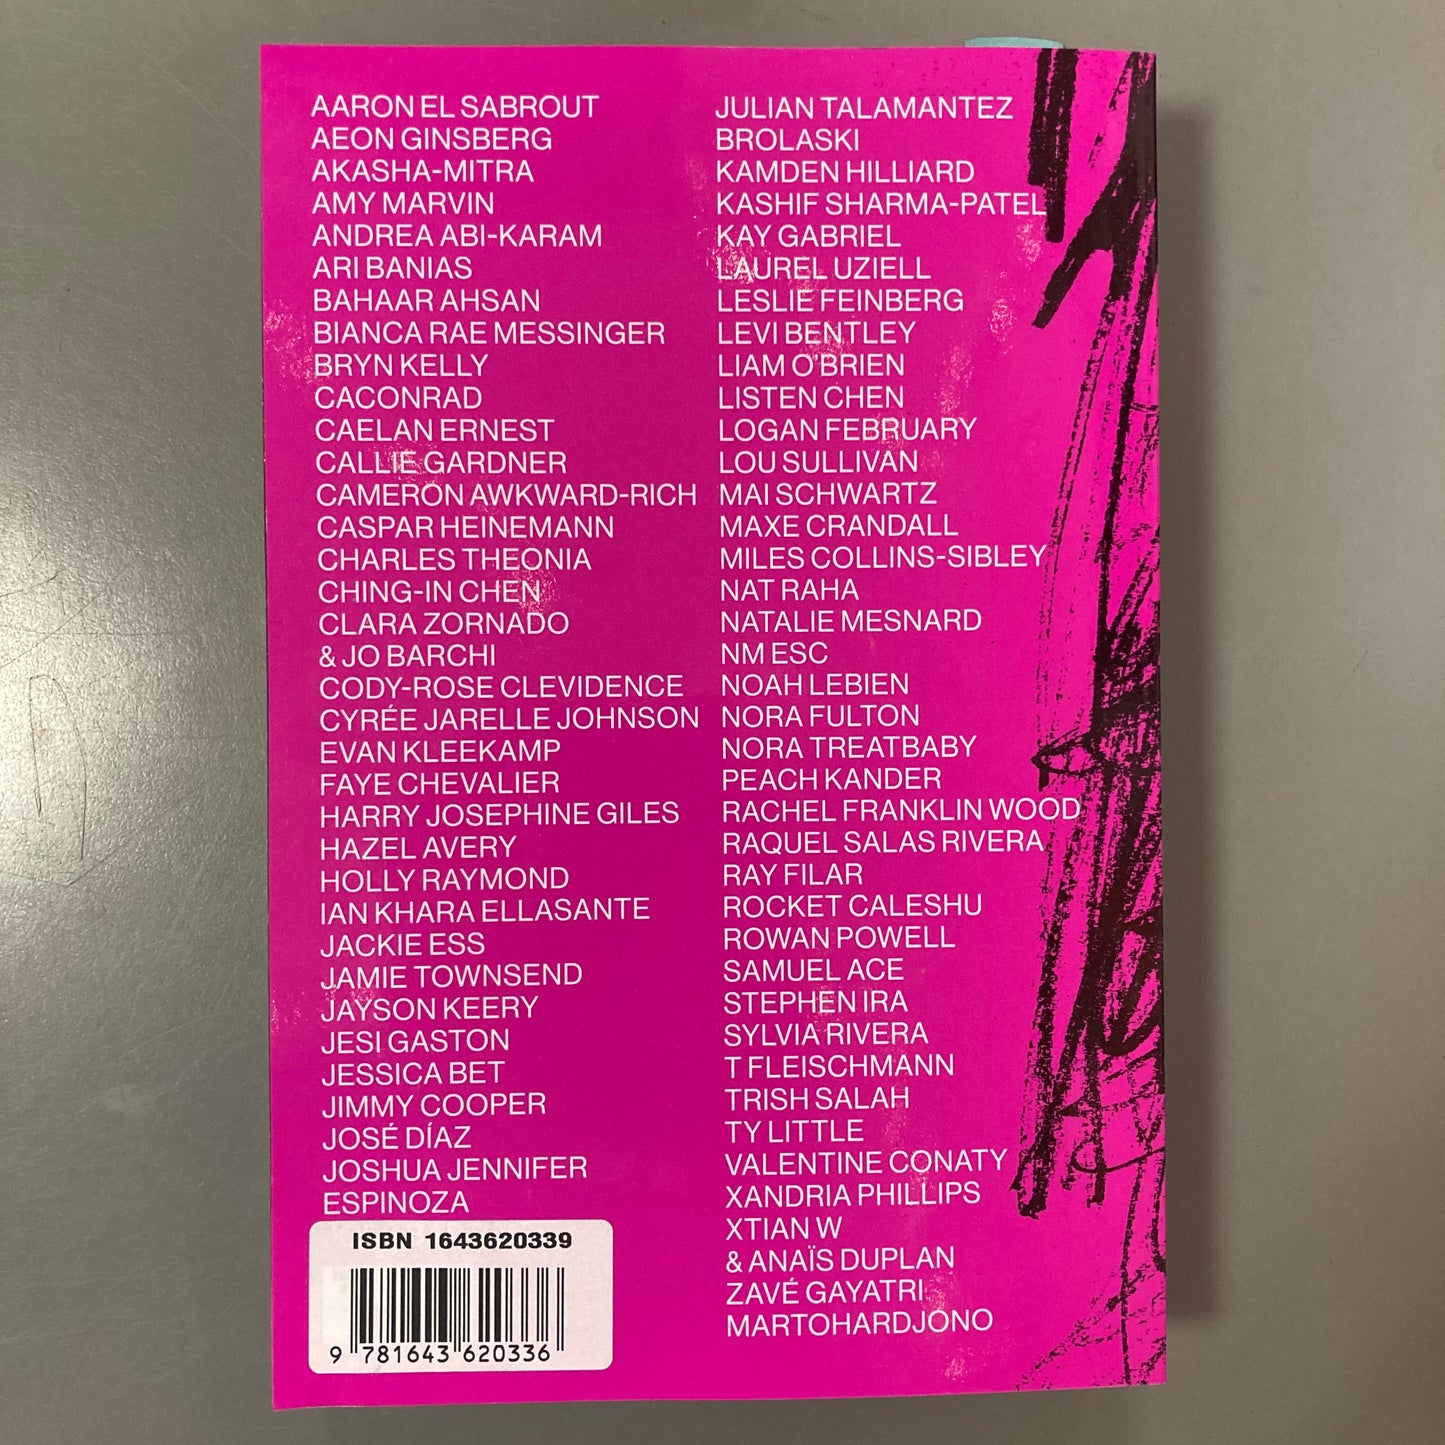 AARON EL SABROUT
AEON GINSBERG
AKASHA-MITRA
AMY MARVIN
ANDREA ABI-KARAM
ARI BANIAS
BAHAAR AHSAN
BIANCA RAE MESSINGER
BRYN KELLY
CACONRAD
CAELAN ERNEST
CALLIE GARDNER
CAMERON AWKWARD-RICH
CASPAR HEINEMANN
CHARLES THEONIA
CHING-IN CHEN
CLARA ZORNADO
& JO BARCHI
CODY-ROSE CLEVIDENCE
CYRÉE JARELLE JOHNSON
EVAN KLEEKAMP
FAYE CHEVALIER
HARRY JOSEPHINE GILES
HAZEL AVERY
HOLLY RAYMOND
IAN KHARA ELLASANTE
JACKIE ESS
JAMIE TOWNSEND
JAYSON KEERY
JESI GASTON
JESSICA BET
JIMMY COOPER
JOSÉ DÍAZ
JOSHUA JENNIFER
ESPINOZA
JULIAN TALAMANTEZ
BROLASKI
KAMDEN HILLIARD
KASHIF SHARMA-PATEL
KAY GABRIEL
LAUREL UZIELL
LESLIE FEINBERG
LEVI BENTLEY
LIAM O'BRIEN
LISTEN CHEN
LOGAN FEBRUARY
LOU SULLIVAN
MAI SCHWARTZ
MAXE CRANDALL
MILES COLLINS-SIBLEY
NAT RAHA
NATALIE MESNARD
NM ESC
NOAH LEBIEN
NORA FULTON
NORA TREATBABY
PEACH KANDER
RACHEL FRANKLIN WOOD
RAQUEL SALAS RIVERA
RAY FILAR
ROCKET CALESHU
ROWAN POWELL
SAMUEL ACE
STEPHEN IRA
SYLVIA RIVERA
T FLEISCHMANN
TRISH SALAH
TY LITTLE
VALENTINE CONATY
XANDRIA PHILLIPS
XTIAN W
& ANAÏS DUPLAN
ZAVÉ GAYATRI
MARTOHARDJONO
ISBN 1643620339
9 781643 620336